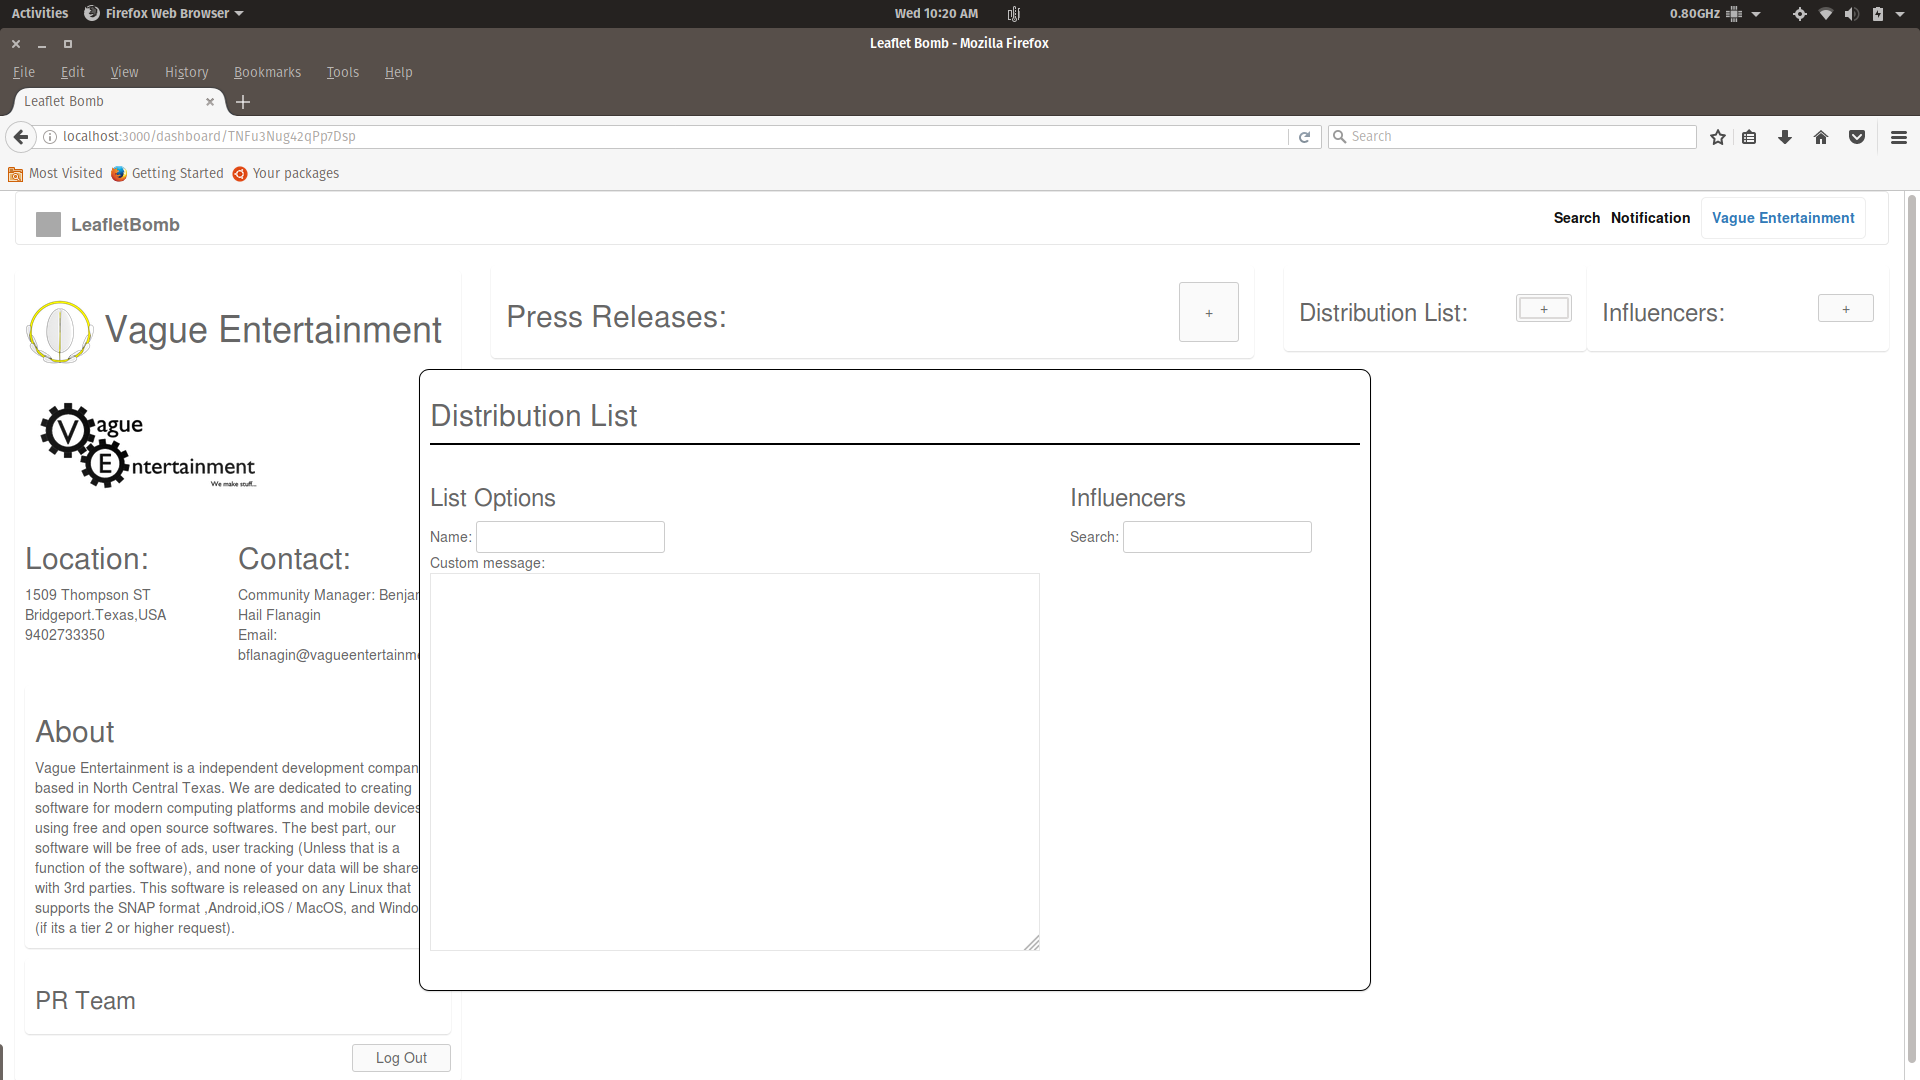 Activities Firefox Web Browser Wed 10:20 AM 0.80GHz
Leaflet Bomb - Mozilla Firefox
File Edit View History Bookmarks Tools Help
Leaflet Bomb
localhost:3000/dashboard/TNFu3Nug42qPp7Dsp Search
Most Visited Getting Started Your packages
LeafletBomb Search Notification Vague Entertainment
Vague Entertainment
Press Releases: +
Distribution List: +
Influencers: +
Vague
Entertainment
We make stuff...
Location:
1509 Thompson ST
Bridgeport.Texas,USA
9402733350
Contact:
Community Manager: Benjar
Hail Flanagin
Email:
bflanagin@vagueentertainme
About
Vague Entertainment is a independent development compan
based in North Central Texas. We are dedicated to creating
software for modern computing platforms and mobile devices
using free and open source softwares. The best part, our
software will be free of ads, user tracking (Unless that is a
function of the software), and none of your data will be share
with 3rd parties. This software is released on any Linux that
supports the SNAP format ,Android,iOS / MacOS, and Windo
(if its a tier 2 or higher request).
PR Team
Log Out
Distribution List
List Options
Name:
Custom message:
Influencers
Search: